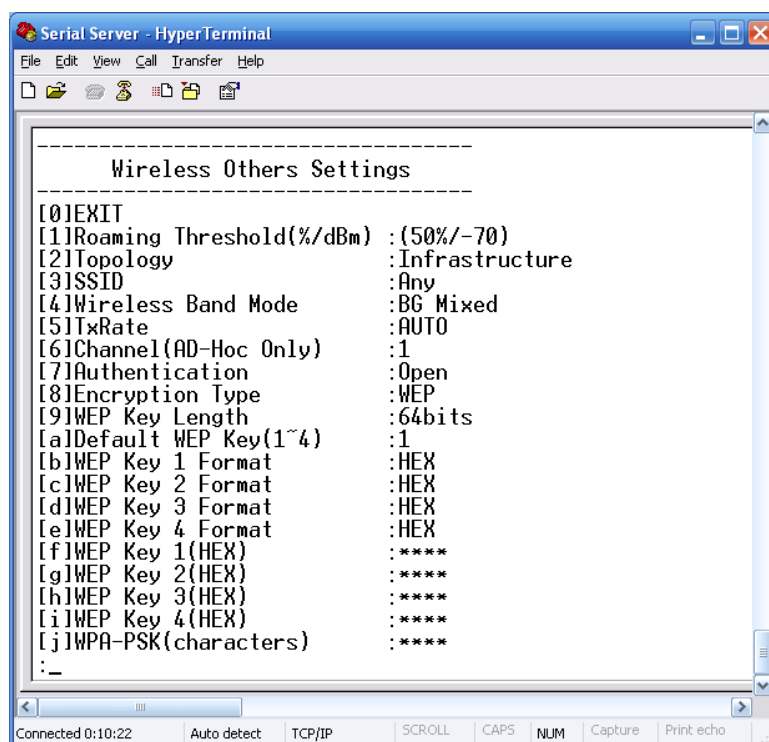 Serial Server - HyperTerminal
File Edit View Call Transfer Help
-----------------------------------
Wireless Others Settings
-----------------------------------
[0]EXIT
[1]Roaming Threshold(%/dBm) :(50%/-70)
[2]Topology :Infrastructure
[3]SSID :Any
[4]Wireless Band Mode :BG Mixed
[5]TxRate :AUTO
[6]Channel(AD-Hoc Only) :1
[7]Authentication :Open
[8]Encryption Type :WEP
[9]WEP Key Length :64bits
[a]Default WEP Key(1~4) :1
[b]WEP Key 1 Format :HEX
[c]WEP Key 2 Format :HEX
[d]WEP Key 3 Format :HEX
[e]WEP Key 4 Format :HEX
[f]WEP Key 1(HEX) :****
[g]WEP Key 2(HEX) :****
[h]WEP Key 3(HEX) :****
[i]WEP Key 4(HEX) :****
[j]WPA-PSK(characters) :****
:_
Connected 0:10:22 Auto detect TCP/IP SCROLL CAPS NUM Capture Print echo